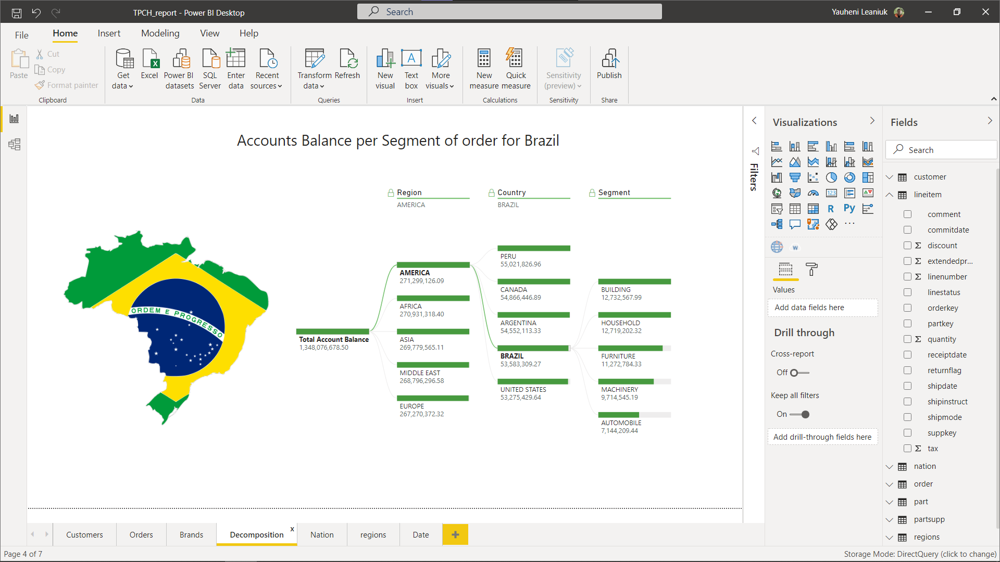 TPCH_report - Power BI Desktop
Search
Yauheni Leaniuk
File
Home
Insert
Modeling
View
Help
Paste
Cut
Copy
Format painter
Clipboard
Get data
Excel
Power BI datasets
SQL Server
Enter data
Recent sources
Data
Transform data
Refresh
Queries
New visual
Text box
More visuals
Insert
New measure
Quick measure
Calculations
Sensitivity (preview)
Sensitivity
Publish
Share
Accounts Balance per Segment of order for Brazil
Region
AMERICA
Country
BRAZIL
Segment
ORDEM E PROGRESSO
Total Account Balance
1,348,076,678.50
AMERICA
271,299,126.09
AFRICA
270,931,318.40
ASIA
269,779,565.11
MIDDLE EAST
268,796,296.58
EUROPE
267,270,372.32
PERU
55,021,826.96
CANADA
54,866,446.89
ARGENTINA
54,552,113.33
BRAZIL
53,583,309.27
UNITED STATES
53,275,429.64
BUILDING
12,732,567.99
HOUSEHOLD
12,719,202.32
FURNITURE
11,272,784.33
MACHINERY
9,714,545.19
AUTOMOBILE
7,144,209.44
Filters
Visualizations
123
R
Py
...
W
Values
Add data fields here
Drill through
Cross-report
Off
Keep all filters
On
Add drill-through fields here
Fields
Search
customer
lineitem
comment
commitdate
Σ discount
Σ extendedpr...
Σ linenumber
linestatus
orderkey
partkey
Σ quantity
receiptdate
returnflag
shipdate
shipinstruct
shipmode
suppkey
Σ tax
nation
order
part
partsupp
regions
Customers
Orders
Brands
Decomposition
x
Nation
regions
Date
+
Page 4 of 7
Storage Mode: DirectQuery (click to change)